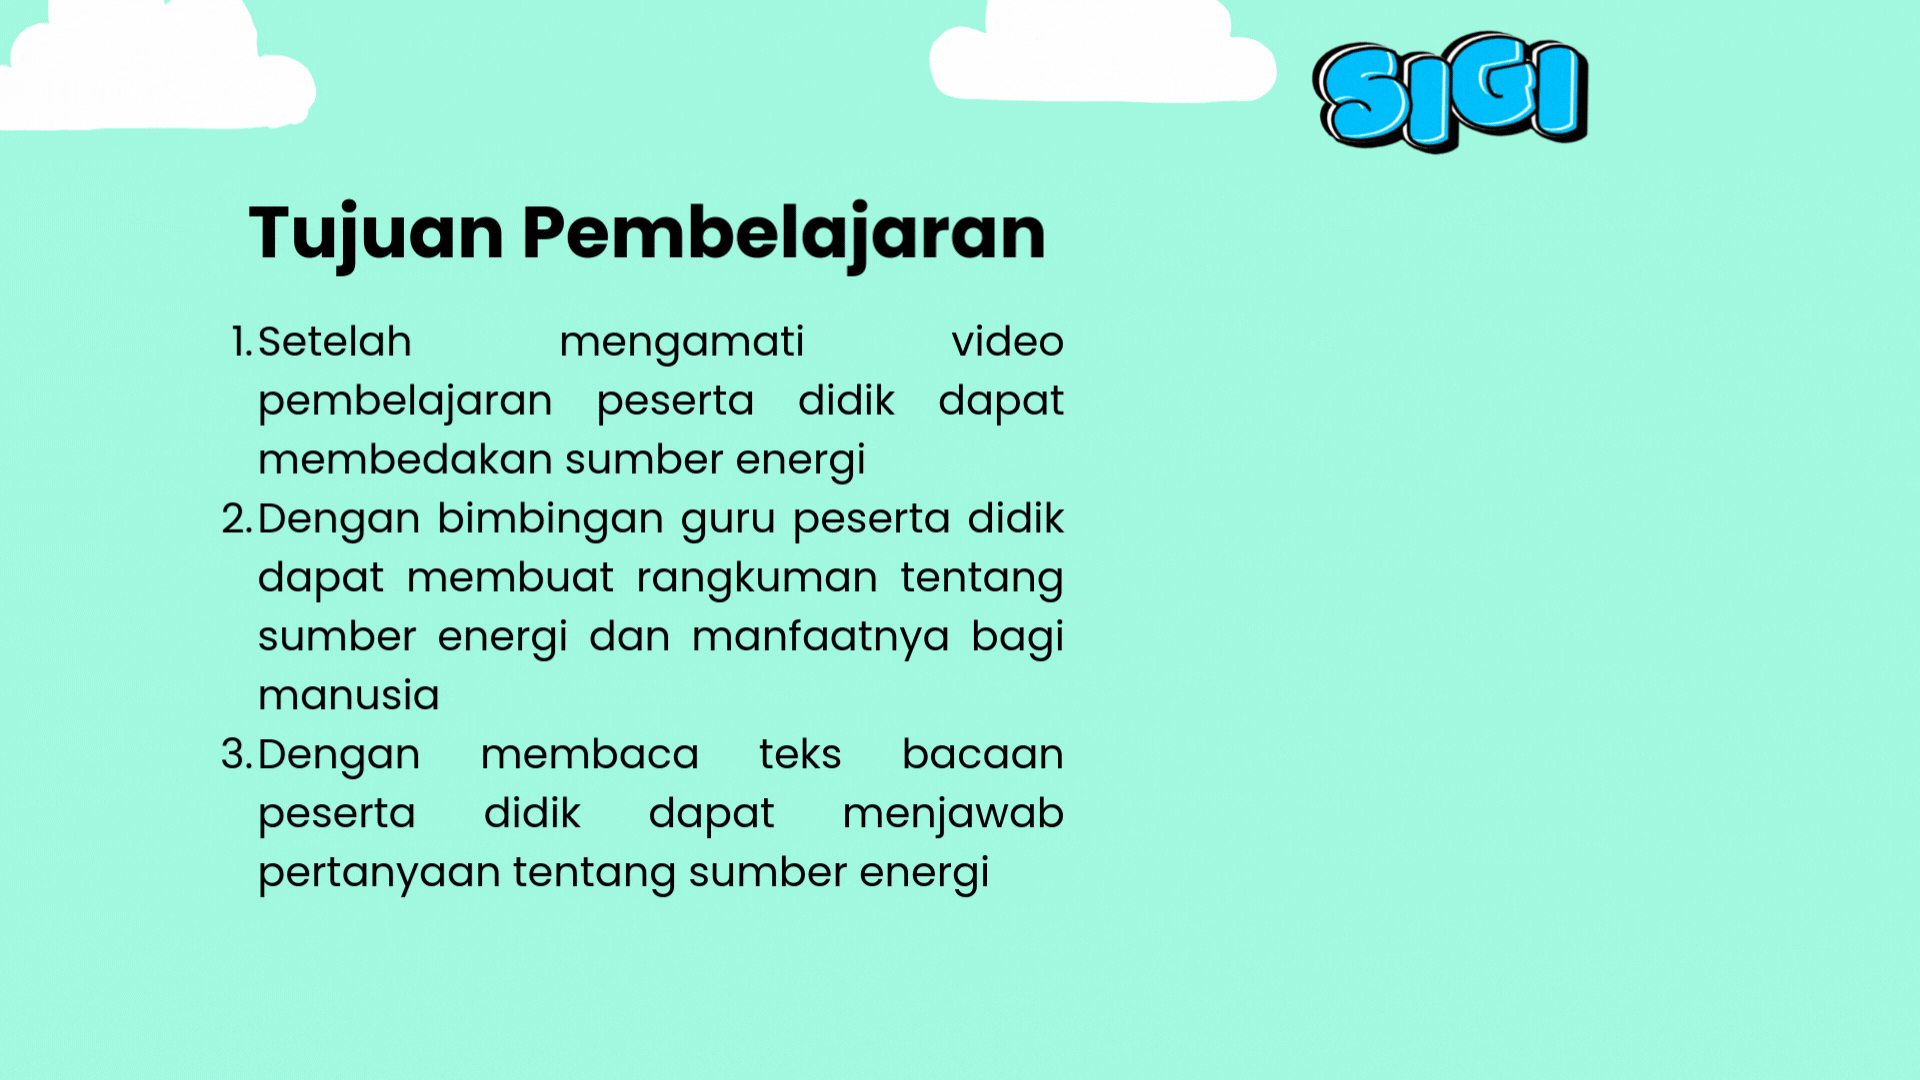 SIGI
Tujuan Pembelajaran
1. Setelah mengamati video
pembelajaran peserta didik dapat
membedakan sumber energi
2. Dengan bimbingan guru peserta didik
dapat membuat rangkuman tentang
sumber energi dan manfaatnya bagi
manusia
3. Dengan membaca teks bacaan
peserta didik dapat menjawab
pertanyaan tentang sumber energi